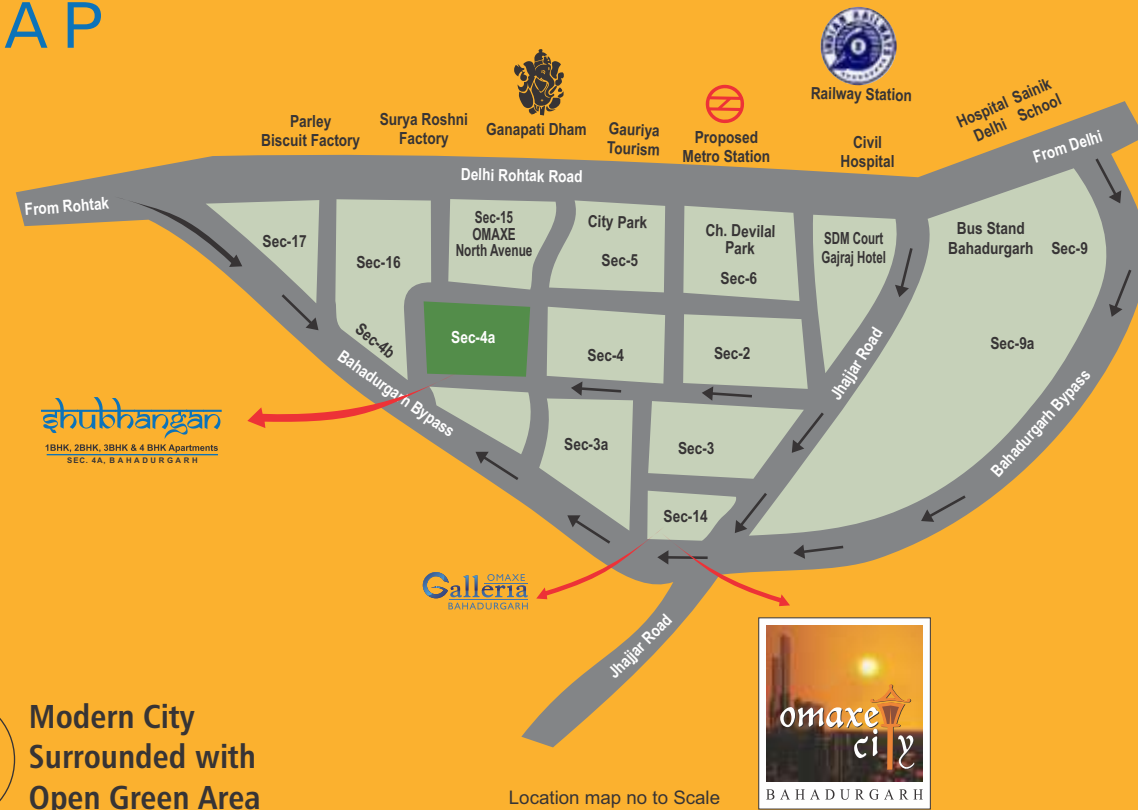 AP
INDIAN RAILWAYS
Railway Station
Parley
Biscuit Factory
Surya Roshni
Factory
Ganapati Dham
Gauriya
Tourism
Proposed
Metro Station
Civil
Hospital
Hospital Sainik
Delhi School
From Delhi
Delhi Rohtak Road
From Rohtak
Sec-17
Sec-16
Sec-15
OMAXE
North Avenue
City Park
Sec-5
Ch. Devilal
Park
Sec-6
SDM Court
Gajraj Hotel
Bus Stand
Bahadurgarh
Sec-9
Sec-9a
Sec-4b
Sec-4a
Sec-4
Sec-2
Jhajjar Road
Bahadurgarh Bypass
Bahadurgarh Bypass
shubhangan
1BHK, 2BHK, 3BHK & 4 BHK Apartments
SEC. 4A, BAHADURGARH
Sec-3a
Sec-3
Sec-14
OMAXE
Galleria
BAHADURGARH
Jhajjar Road
omaxe
city
BAHADURGARH
Modern City
Surrounded with
Open Green Area
Location map no to Scale